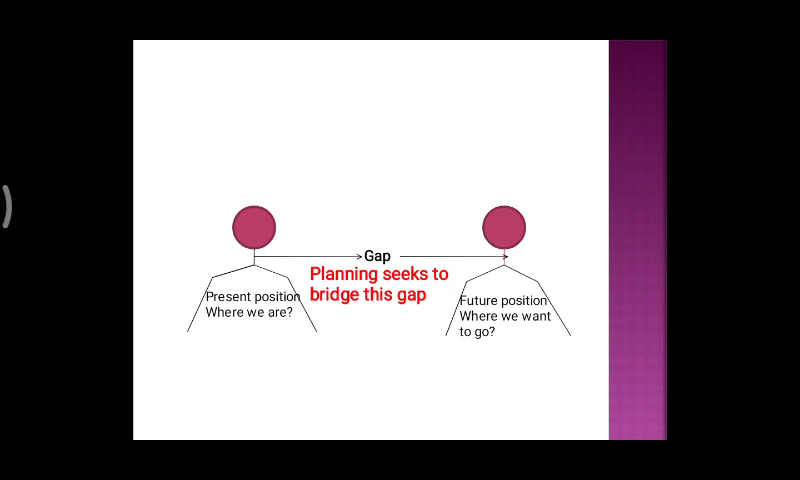 Gap
Planning seeks to
bridge this gap
Present position
Where we are?
Future position
Where we want
to go?